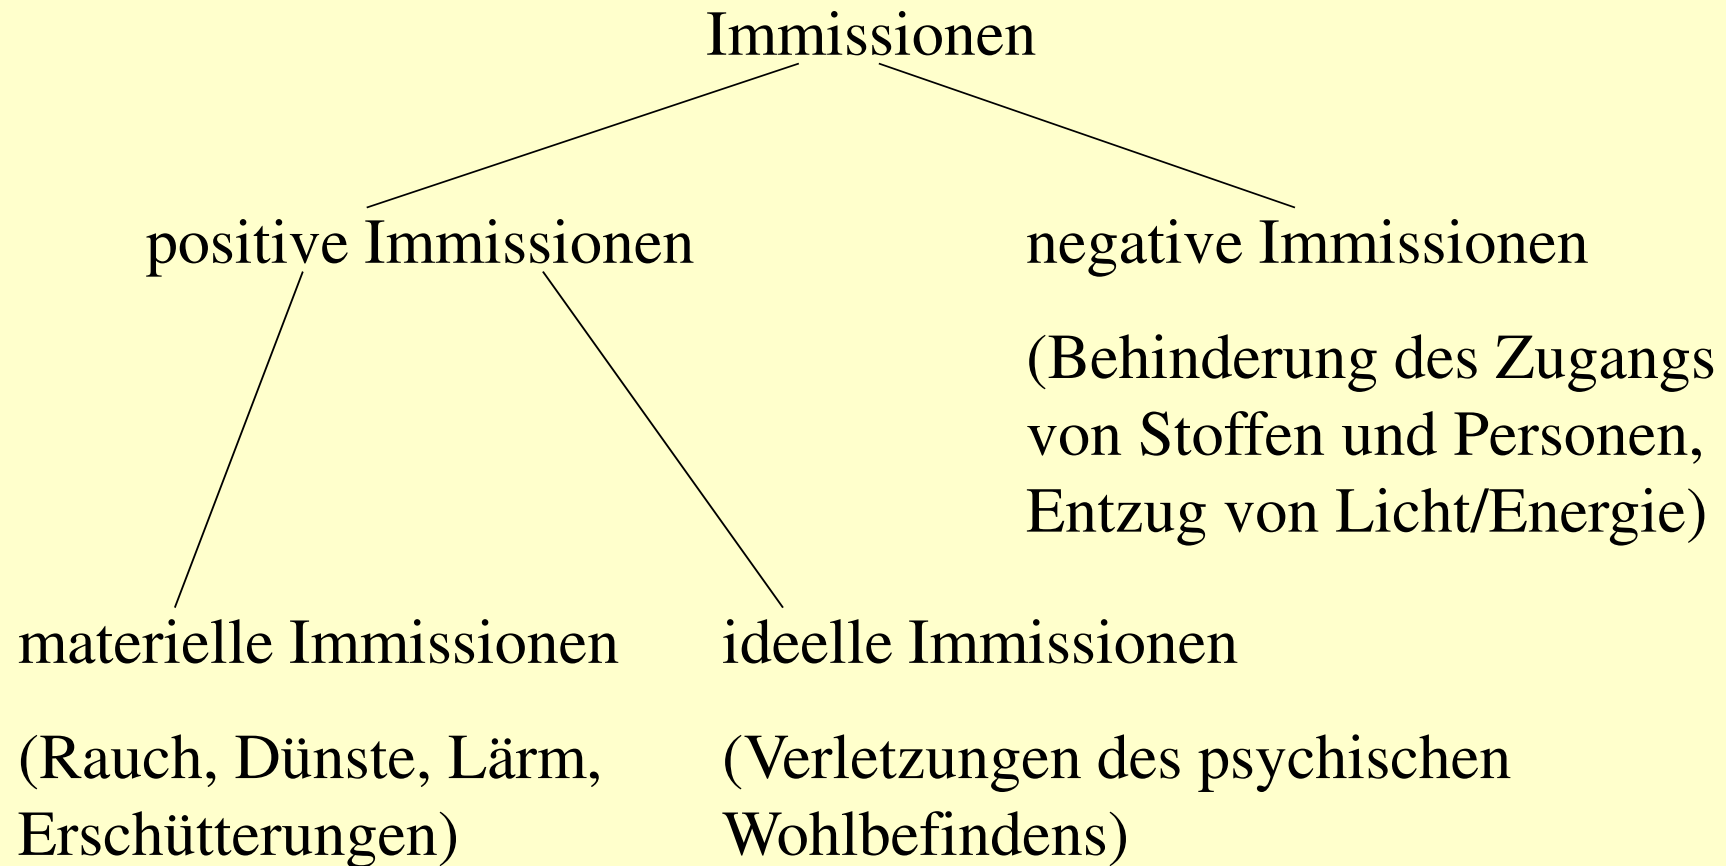 Immissionen
positive Immissionen
negative Immissionen
(Behinderung des Zugangs
von Stoffen und Personen,
Entzug von Licht/Energie)
materielle Immissionen
(Rauch, Dünste, Lärm,
Erschütterungen)
ideelle Immissionen
(Verletzungen des psychischen
Wohlbefindens)